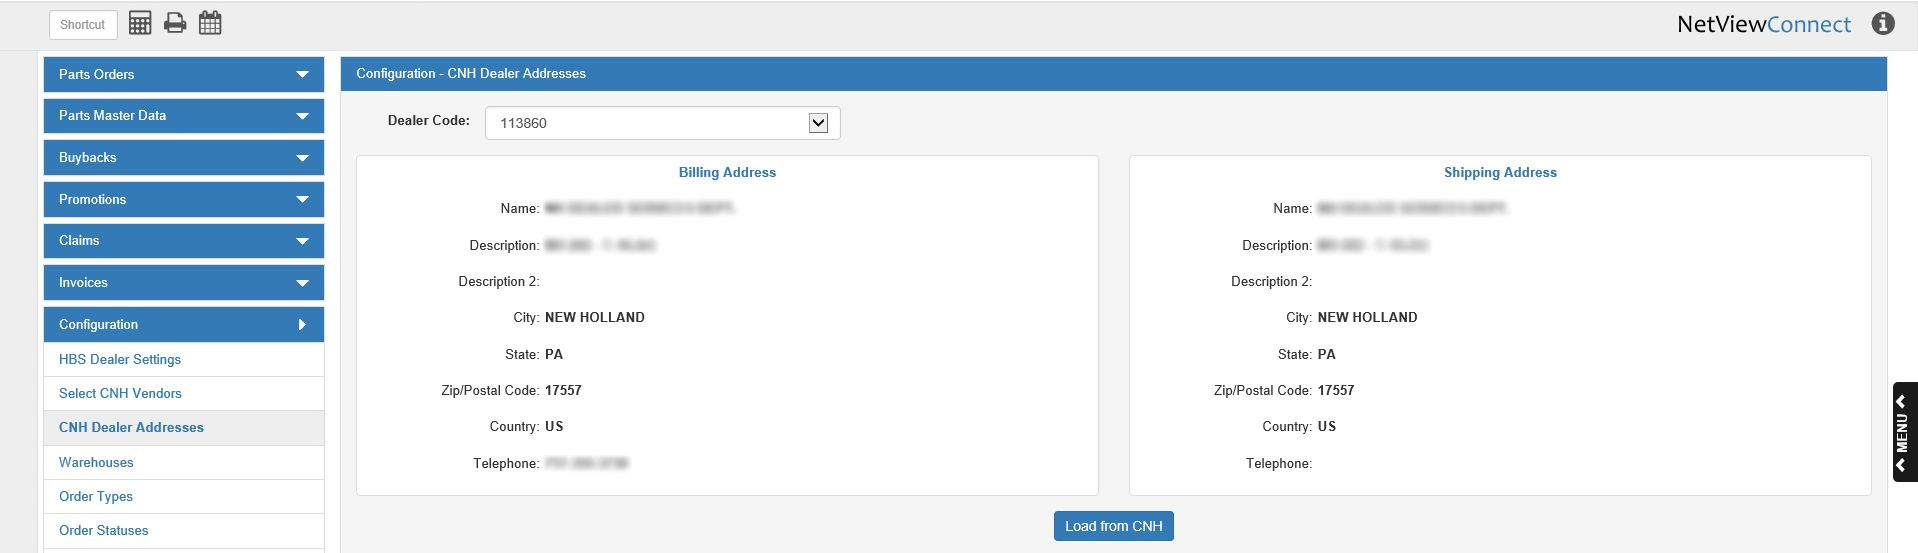 Shortcut
NetViewConnect
Parts Orders
Parts Master Data
Buybacks
Promotions
Claims
Invoices
Configuration
HBS Dealer Settings
Select CNH Vendors
CNH Dealer Addresses
Warehouses
Order Types
Order Statuses
Configuration - CNH Dealer Addresses
Dealer Code: 113860
Billing Address
Name:
Description:
Description 2:
City: NEW HOLLAND
State: PA
Zip/Postal Code: 17557
Country: US
Telephone:
Shipping Address
Name:
Description:
Description 2:
City: NEW HOLLAND
State: PA
Zip/Postal Code: 17557
Country: US
Telephone:
Load from CNH
MENU